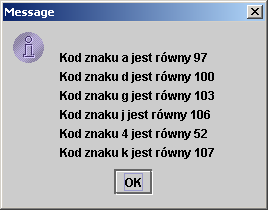 Message
Kod znaku a jest równy 97
Kod znaku d jest równy 100
Kod znaku g jest równy 103
Kod znaku j jest równy 106
Kod znaku 4 jest równy 52
Kod znaku k jest równy 107
OK